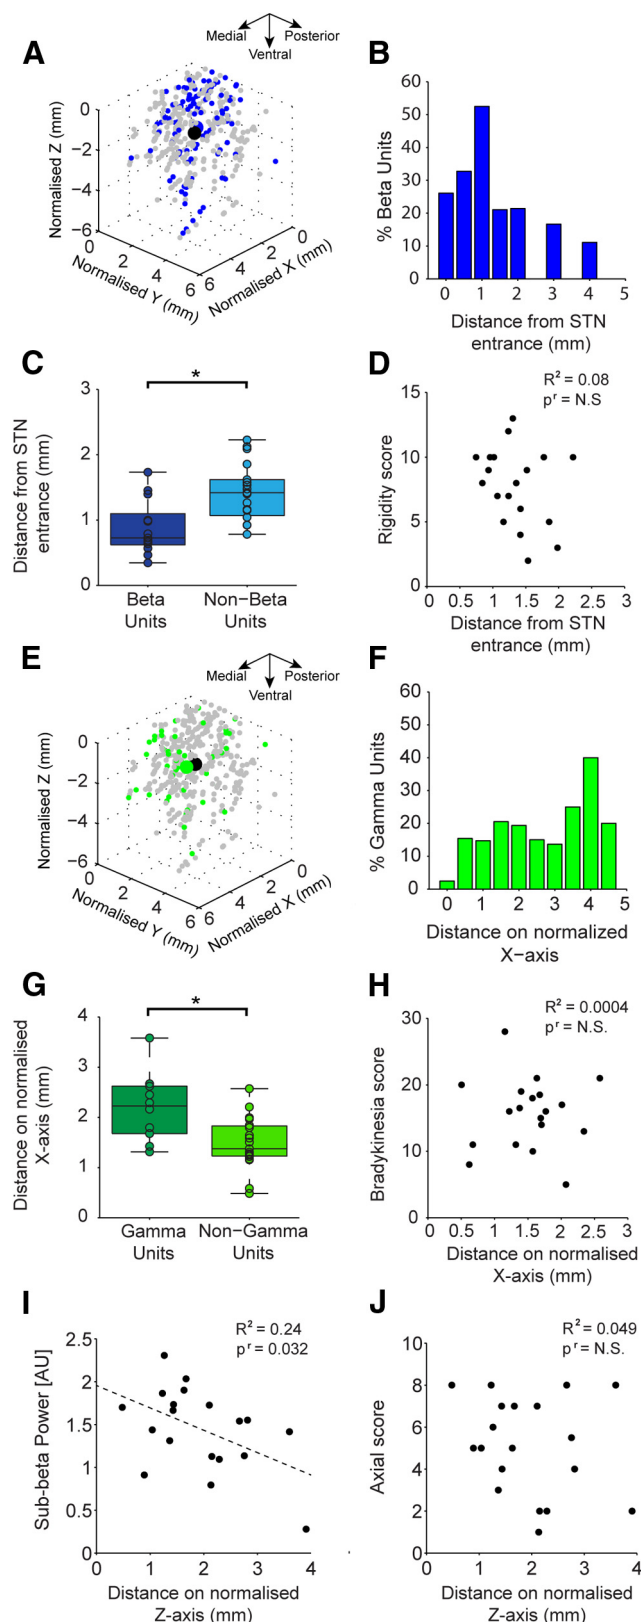 A
Medial
Posterior
Ventral
Normalised Z (mm)
0
−2
−4
−6
0
2
4
6
Normalised Y (mm)
6
4
2
0
Normalised X (mm)
B
% Beta Units
60
50
40
30
20
10
0
0 1 2 3 4 5
Distance from STN
entrance (mm)
C
Distance from STN
entrance (mm)
3
2
1
0
*
Beta
Units
Non−Beta
Units
D
R² = 0.08
pʳ = N.S
Rigidity score
15
10
5
0
0 0.5 1 1.5 2 2.5 3
Distance from STN
entrance (mm)
E
Medial
Posterior
Ventral
Normalised Z (mm)
0
−2
−4
−6
0
2
4
6
Normalised Y (mm)
6
4
2
0
Normalised X (mm)
F
% Gamma Units
60
50
40
30
20
10
0
0 1 2 3 4 5
Distance on normalized
X−axis
G
Distance on normalised
X-axis (mm)
4
3
2
1
0
*
Gamma
Units
Non-Gamma
Units
H
R² = 0.0004
pʳ = N.S.
Bradykinesia score
30
20
10
0
0 0.5 1 1.5 2 2.5 3
Distance on normalised
X-axis (mm)
I
R² = 0.24
pʳ = 0.032
Sub-beta Power [AU]
2.5
2
1.5
1
0.5
0
0 1 2 3 4
Distance on normalised
Z-axis (mm)
J
R² = 0.049
pʳ = N.S.
Axial score
10
8
6
4
2
0
0 1 2 3 4
Distance on normalised
Z-axis (mm)